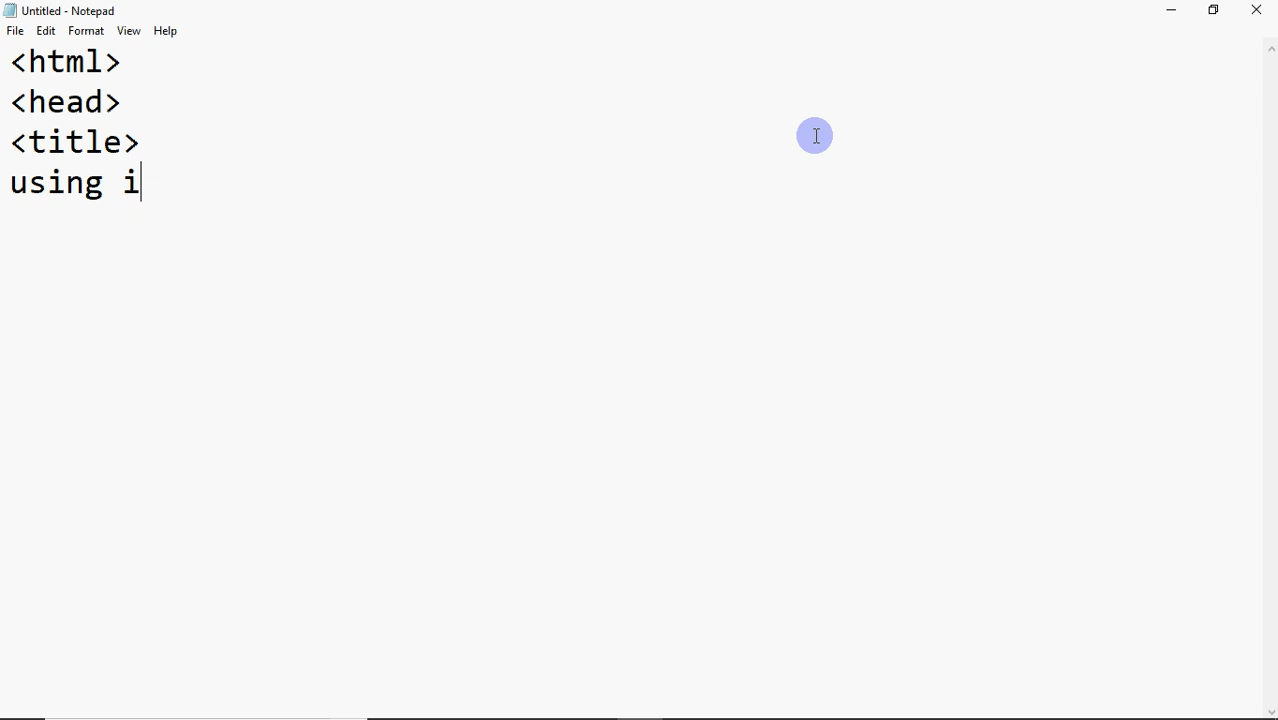 Untitled - Notepad
File Edit Format View Help
<html>
<head>
<title>
using i